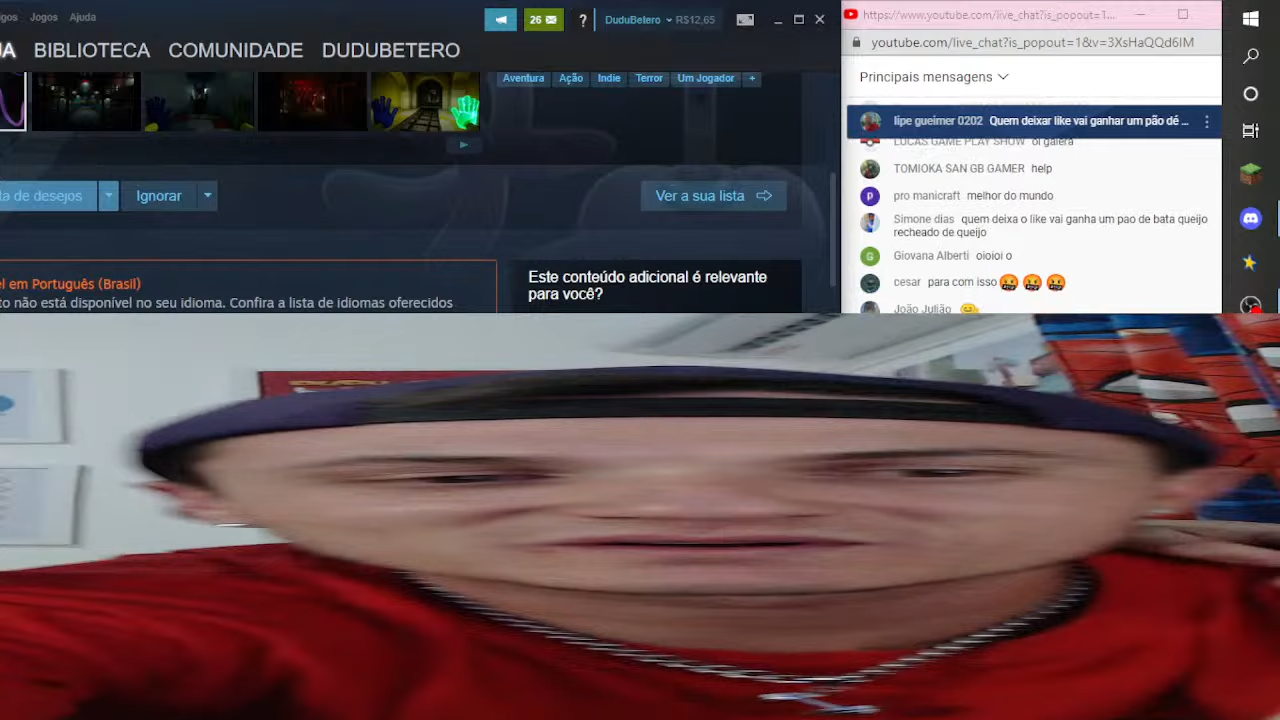 igos Jogos Ajuda
26 ? DuduBetero R$12,65
JA BIBLIOTECA COMUNIDADE DUDUBETERO
Aventura Ação Indie Terror Um Jogador +
ta de desejos Ignorar Ver a sua lista
el em Português (Brasil)
to não está disponível no seu idioma. Confira a lista de idiomas oferecidos
Este conteúdo adicional é relevante
para você?
https://www.youtube.com/live_chat?is_popout=1...
youtube.com/live_chat?is_popout=1&v=3XsHaQQd6IM
Principais mensagens
lipe gueimer 0202 Quem deixar like vai ganhar um pão dé ...
LUCAS GAME PLAY SHOW oi galera
TOMIOKA SAN GB GAMER help
p pro manicraft melhor do mundo
Simone dias quem deixa o like vai ganha um pao de bata queijo
recheado de queijo
G Giovana Alberti oioioi o
cesar para com isso 🤬 🤬 🤬
João Julião 😊